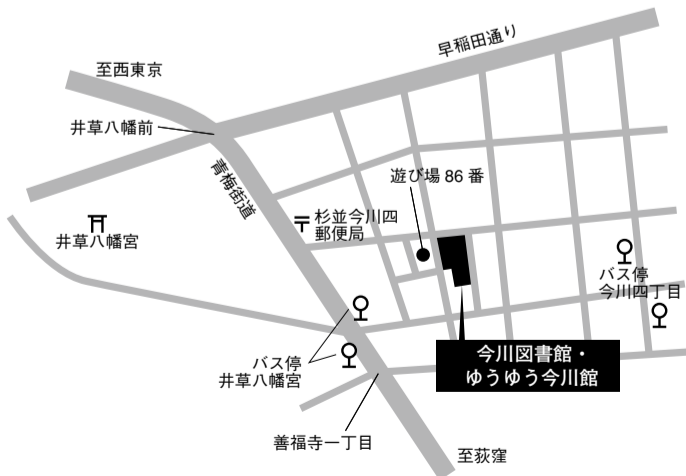 早稲田通り
至西東京
井草八幡前
青梅街道
遊び場 86 番
〒 杉並今川四
郵便局
井草八幡宮
バス停
今川四丁目
バス停
井草八幡宮
今川図書館・
ゆうゆう今川館
善福寺一丁目
至荻窪